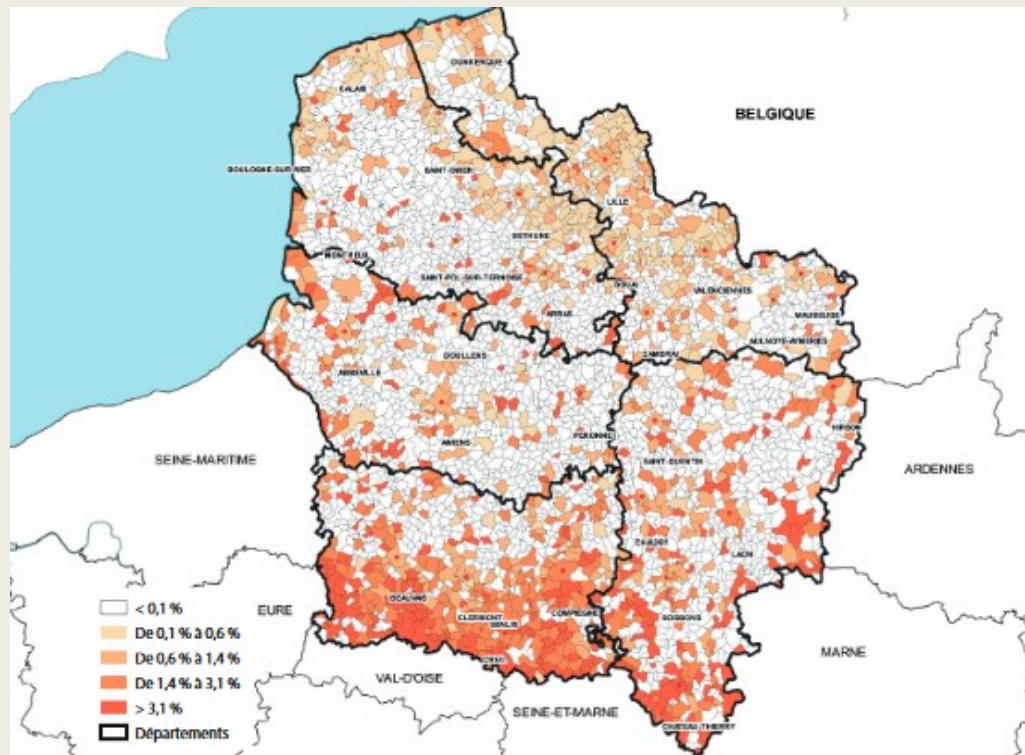 DUNKERQUE
CALAIS
BELGIQUE
BOULOGNE-SUR-MER
SAINT-OMER
LILLE
BETHUNE
MONTREUIL
SAINT-POL-SUR-TERNOISE
DOUAI
VALENCIENNES
ARRAS
MAUBEUGE
AULNOYE-AYMERIES
CAMBRAI
DOULLENS
ABBEVILLE
HIRSON
AMIENS
PERONNE
SEINE-MARITIME
SAINT-QUENTIN
ARDENNES
CHAUNY
LAON
BEAUVAIS
COMPIEGNE
EURE
CLERMONT
SENLIS
SOISSONS
CREIL
MARNE
VAL-D'OISE
SEINE-ET-MARNE
CHATEAU-THIERRY
< 0,1 %
De 0,1 % à 0,6 %
De 0,6 % à 1,4 %
De 1,4 % à 3,1 %
> 3,1 %
Départements